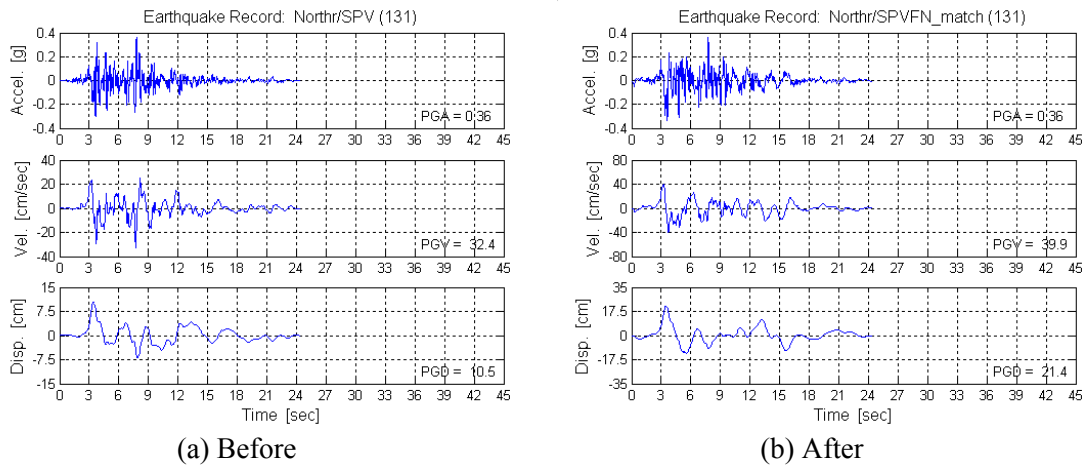 Earthquake Record: Northr/SPV (131)
0.4
0.2
0
-0.2
-0.4
Accel. [g]
PGA = 0.36
0 3 6 9 12 15 18 21 24 27 30 33 36 39 42 45
40
20
0
-20
-40
Vel. [cm/sec]
PGV = 32.4
0 3 6 9 12 15 18 21 24 27 30 33 36 39 42 45
15
7.5
0
-7.5
-15
Disp. [cm]
PGD = 10.5
0 3 6 9 12 15 18 21 24 27 30 33 36 39 42 45
Time [sec]
(a) Before
Earthquake Record: Northr/SPVFN_match (131)
0.4
0.2
0
-0.2
-0.4
Accel. [g]
PGA = 0.36
0 3 6 9 12 15 18 21 24 27 30 33 36 39 42 45
80
40
0
-40
-80
Vel. [cm/sec]
PGV = 39.9
0 3 6 9 12 15 18 21 24 27 30 33 36 39 42 45
35
17.5
0
-17.5
-35
Disp. [cm]
PGD = 21.4
0 3 6 9 12 15 18 21 24 27 30 33 36 39 42 45
Time [sec]
(b) After